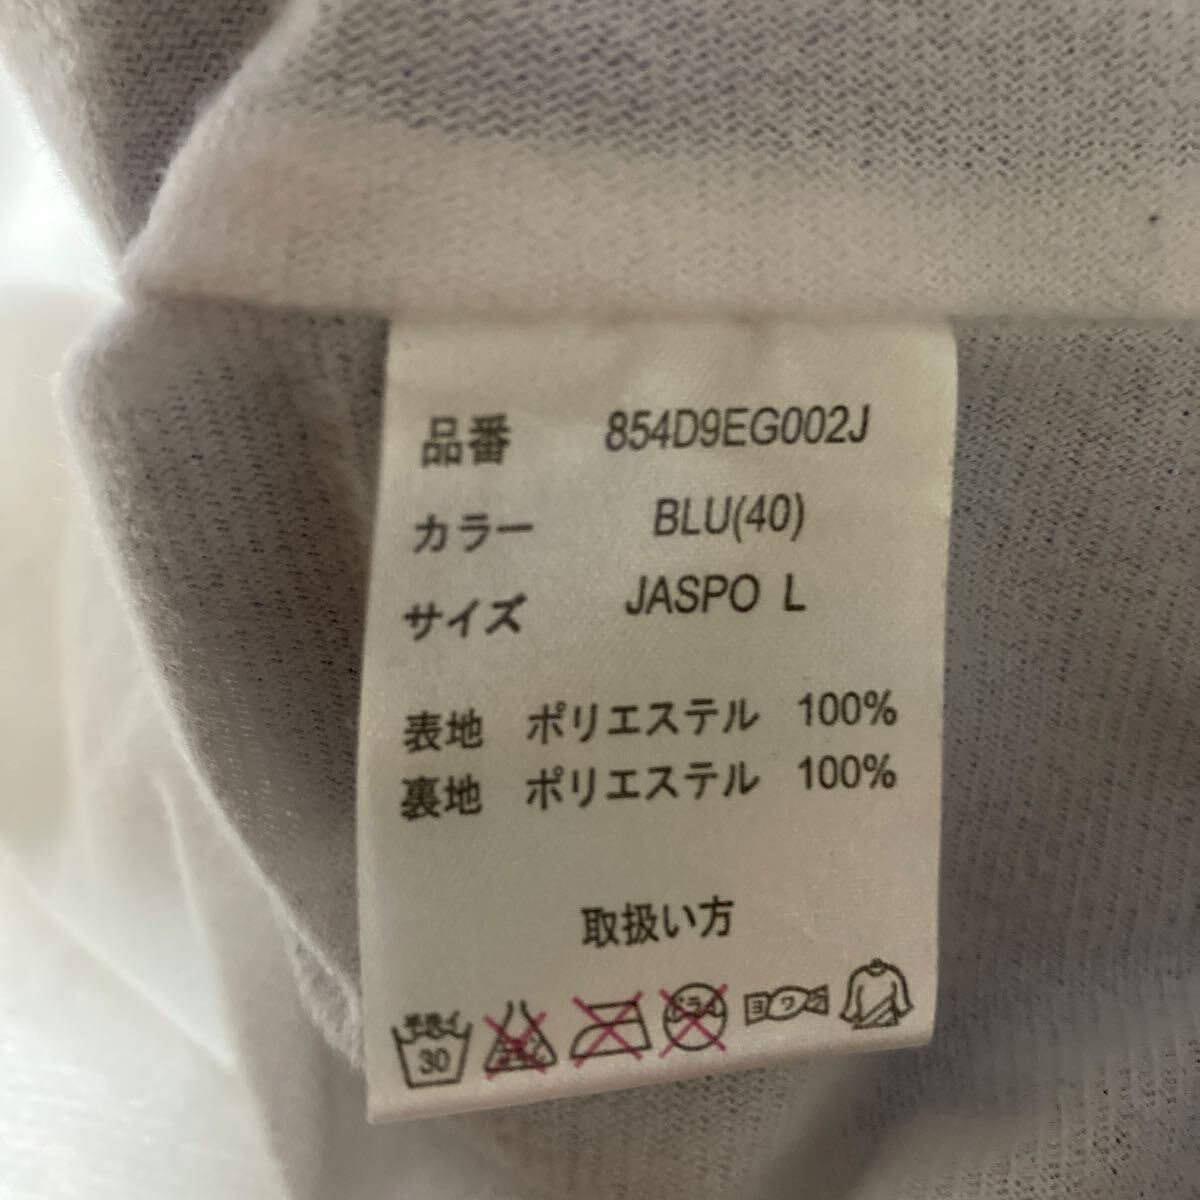 品番 854D9EG002J
カラー BLU(40)
サイズ JASPO L
表地 ポリエステル 100%
裏地 ポリエステル 100%
取扱い方
手洗イ 30
ドライ
ヨワク